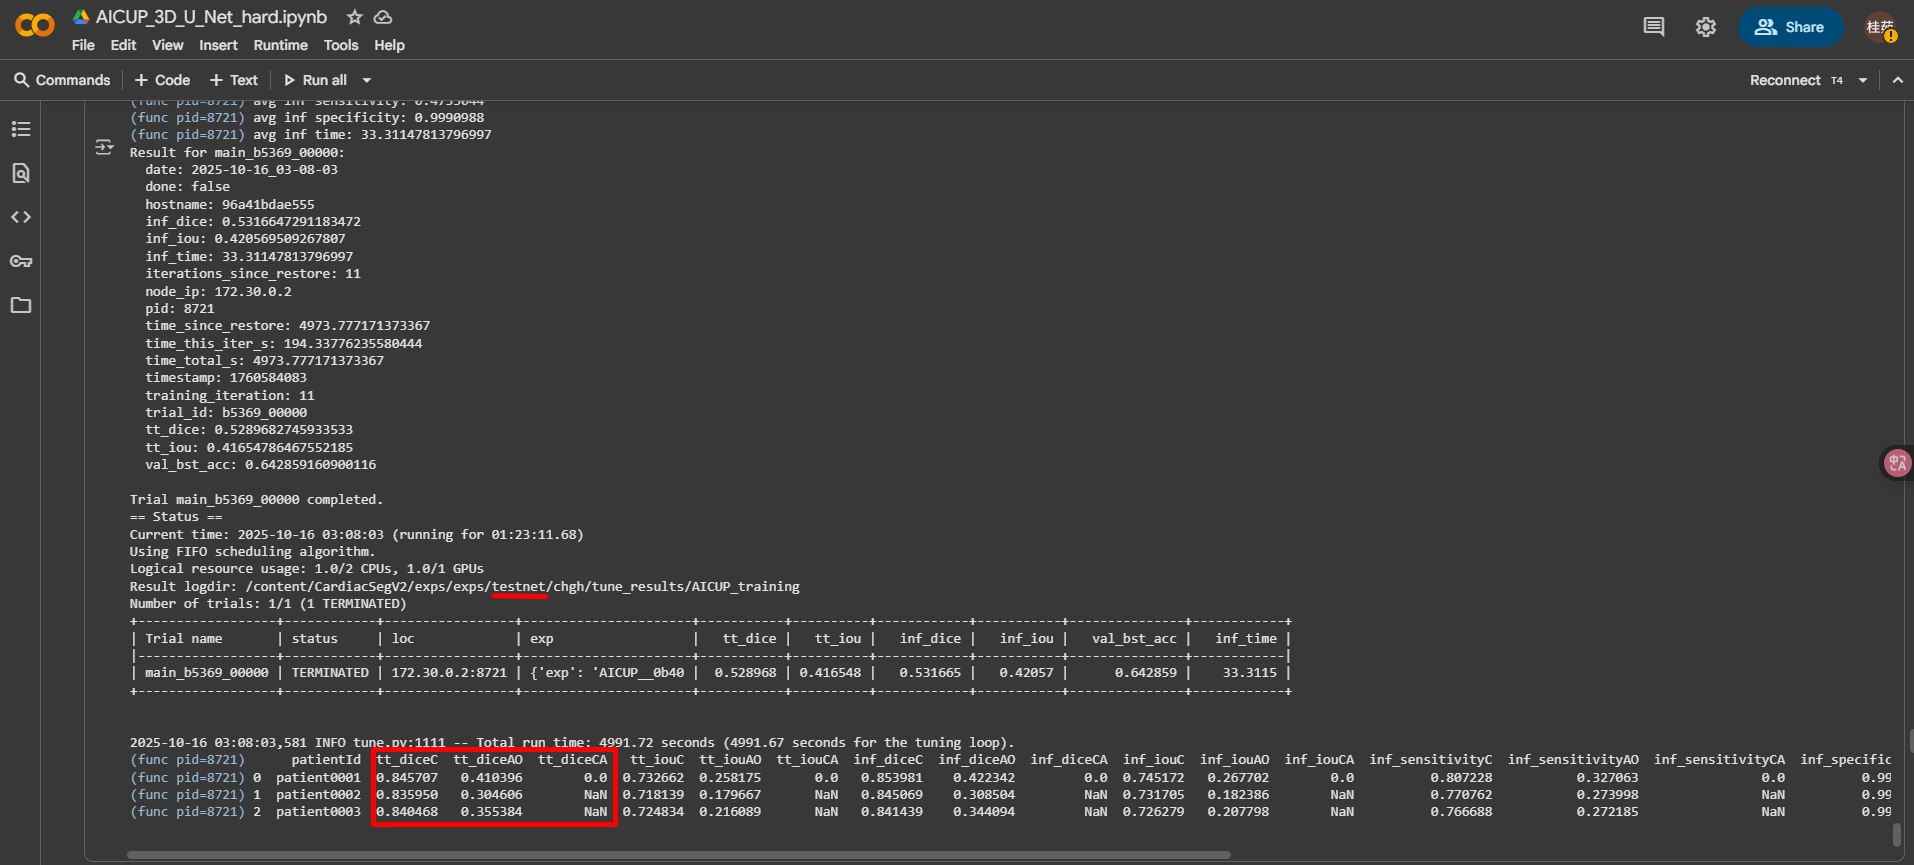 AICUP_3D_U_Net_hard.ipynb
File Edit View Insert Runtime Tools Help
Share
Commands + Code + Text Run all
Reconnect T4
(func pid=8721) avg inf sensitivity: 0.4755644
(func pid=8721) avg inf specificity: 0.9990988
(func pid=8721) avg inf time: 33.31147813796997
Result for main_b5369_00000:
date: 2025-10-16_03-08-03
done: false
hostname: 96a41bdae555
inf_dice: 0.5316647291183472
inf_iou: 0.420569509267807
inf_time: 33.31147813796997
iterations_since_restore: 11
node_ip: 172.30.0.2
pid: 8721
time_since_restore: 4973.777171373367
time_this_iter_s: 194.33776235580444
time_total_s: 4973.777171373367
timestamp: 1760584083
training_iteration: 11
trial_id: b5369_00000
tt_dice: 0.5289682745933533
tt_iou: 0.41654786467552185
val_bst_acc: 0.642859160900116
Trial main_b5369_00000 completed.
== Status ==
Current time: 2025-10-16 03:08:03 (running for 01:23:11.68)
Using FIFO scheduling algorithm.
Logical resource usage: 1.0/2 CPUs, 1.0/1 GPUs
Result logdir: /content/CardiacSegV2/exps/exps/testnet/chgh/tune_results/AICUP_training
Number of trials: 1/1 (1 TERMINATED)
| Trial name | status | loc | exp | tt_dice | tt_iou | inf_dice | inf_iou | val_bst_acc | inf_time |
| main_b5369_00000 | TERMINATED | 172.30.0.2:8721 | {'exp': 'AICUP__0b40 | 0.528968 | 0.416548 | 0.531665 | 0.42057 | 0.642859 | 33.3115 |
2025-10-16 03:08:03,581 INFO tune.py:1111 -- Total run time: 4991.72 seconds (4991.67 seconds for the tuning loop).
(func pid=8721) patientId tt_diceC tt_diceAO tt_diceCA tt_iouC tt_iouAO tt_iouCA inf_diceC inf_diceAO inf_diceCA inf_iouC inf_iouAO inf_iouCA inf_sensitivityC inf_sensitivityAO inf_sensitivityCA inf_specific
(func pid=8721) 0 patient0001 0.845707 0.410396 0.0 0.732662 0.258175 0.0 0.853981 0.422342 0.0 0.745172 0.267702 0.0 0.807228 0.327063 0.0 0.99
(func pid=8721) 1 patient0002 0.835950 0.304606 NaN 0.718139 0.179667 NaN 0.845069 0.308504 NaN 0.731705 0.182386 NaN 0.770762 0.273998 NaN 0.99
(func pid=8721) 2 patient0003 0.840468 0.355384 NaN 0.724834 0.216089 NaN 0.841439 0.344094 NaN 0.726279 0.207798 NaN 0.766688 0.272185 NaN 0.99